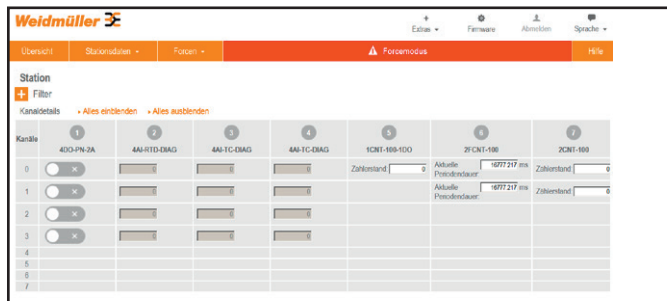 Weidmüller
Extras Firmware Abmelden Sprache
Übersicht Stationsdaten Forcen Forcemodus Hilfe
Station
+ Filter
Kanaldetails Alles einblenden Alles ausblenden
Kanäle 1 2 3 4 5 6 7
4DO-PN-2A 4AI-RTD-DIAG 4AI-TC-DIAG 4AI-TC-DIAG 1CNT-100-1DO 2FCNT-100 2CNT-100
0 0 0 0 Zählerstand 0 Aktuelle Periodendauer: 16777.217 ms Zählerstand 0
1 0 0 0 Aktuelle Periodendauer: 16777.217 ms Zählerstand 0
2 0 0 0
3 0 0 0
4
5
6
7